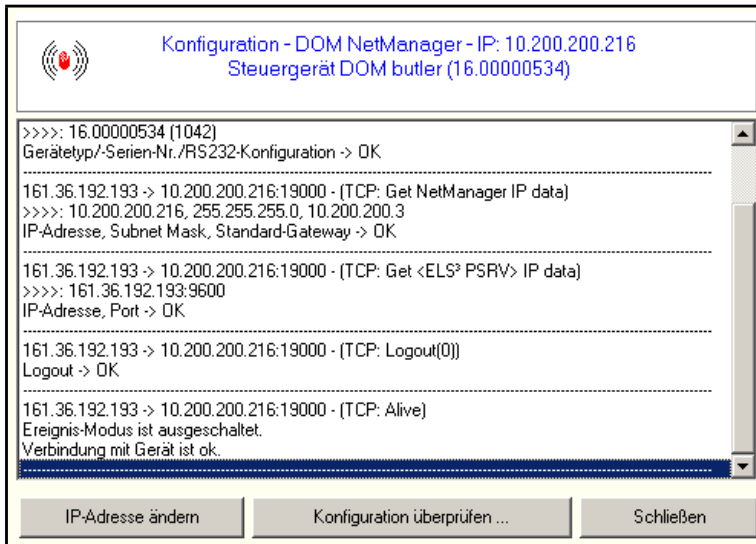 Konfiguration - DOM NetManager - IP: 10.200.200.216
Steuergerät DOM butler (16.00000534)
>>>>: 16.00000534 (1042)
Gerätetyp/-Serien-Nr./RS232-Konfiguration -> OK
161.36.192.193 -> 10.200.200.216:19000 - (TCP: Get NetManager IP data)
>>>>: 10.200.200.216, 255.255.255.0, 10.200.200.3
IP-Adresse, Subnet Mask, Standard-Gateway -> OK
161.36.192.193 -> 10.200.200.216:19000 - (TCP: Get <ELS³ PSRV> IP data)
>>>>: 161.36.192.193:9600
IP-Adresse, Port -> OK
161.36.192.193 -> 10.200.200.216:19000 - (TCP: Logout(0))
Logout -> OK
161.36.192.193 -> 10.200.200.216:19000 - (TCP: Alive)
Ereignis-Modus ist ausgeschaltet.
Verbindung mit Gerät ist ok.
IP-Adresse ändern
Konfiguration überprüfen ...
Schließen